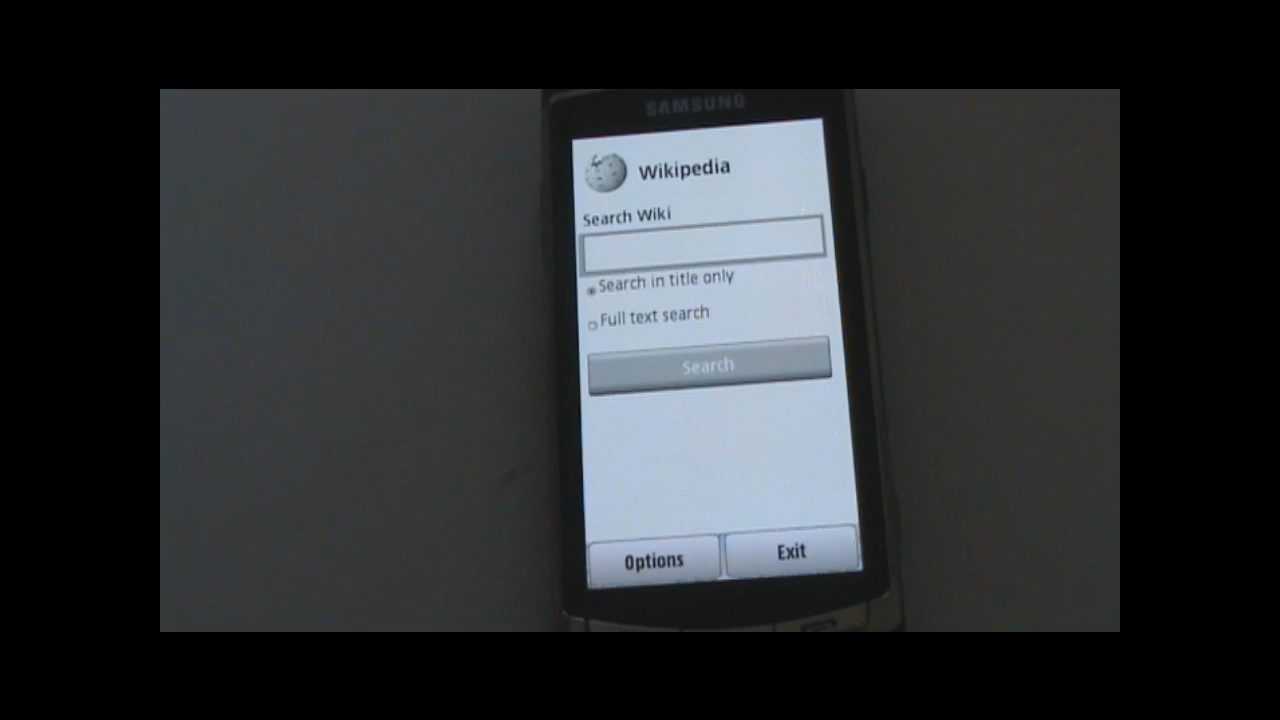 SAMSUNG
Wikipedia
Search Wiki
Search in title only
Full text search
Search
Options
Exit